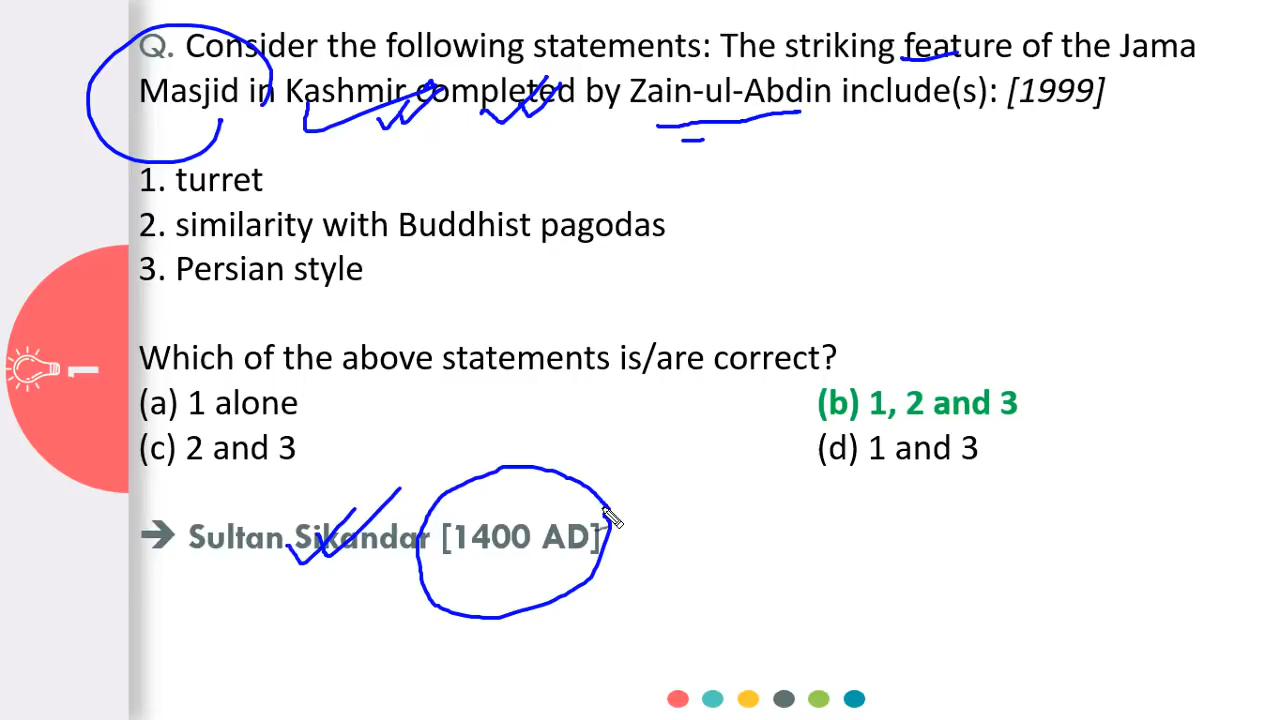 Q. Consider the following statements: The striking feature of the Jama
Masjid in Kashmir completed by Zain-ul-Abdin include(s): [1999]
1. turret
2. similarity with Buddhist pagodas
3. Persian style
1
Which of the above statements is/are correct?
(a) 1 alone (b) 1, 2 and 3
(c) 2 and 3 (d) 1 and 3
➔ Sultan Sikandar [1400 AD]